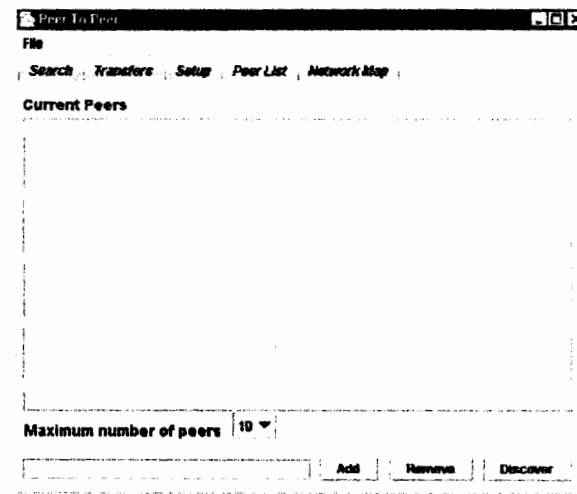 Peer To Peer
File
Search Transfers Setup Peer List Network Map
Current Peers
Maximum number of peers 10
Add Remove Discover